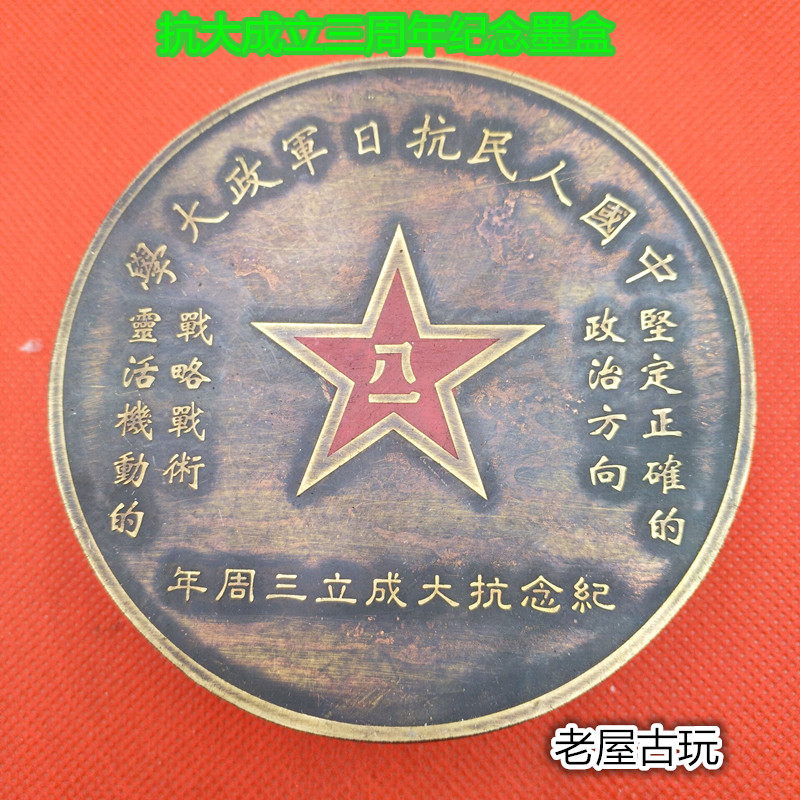 抗大成立三周年纪念墨盒
中國人民抗日軍政大學
堅定正確的
政治方向
八一
靈活機動的
戰略戰術
紀念抗大成立三周年
老屋古玩